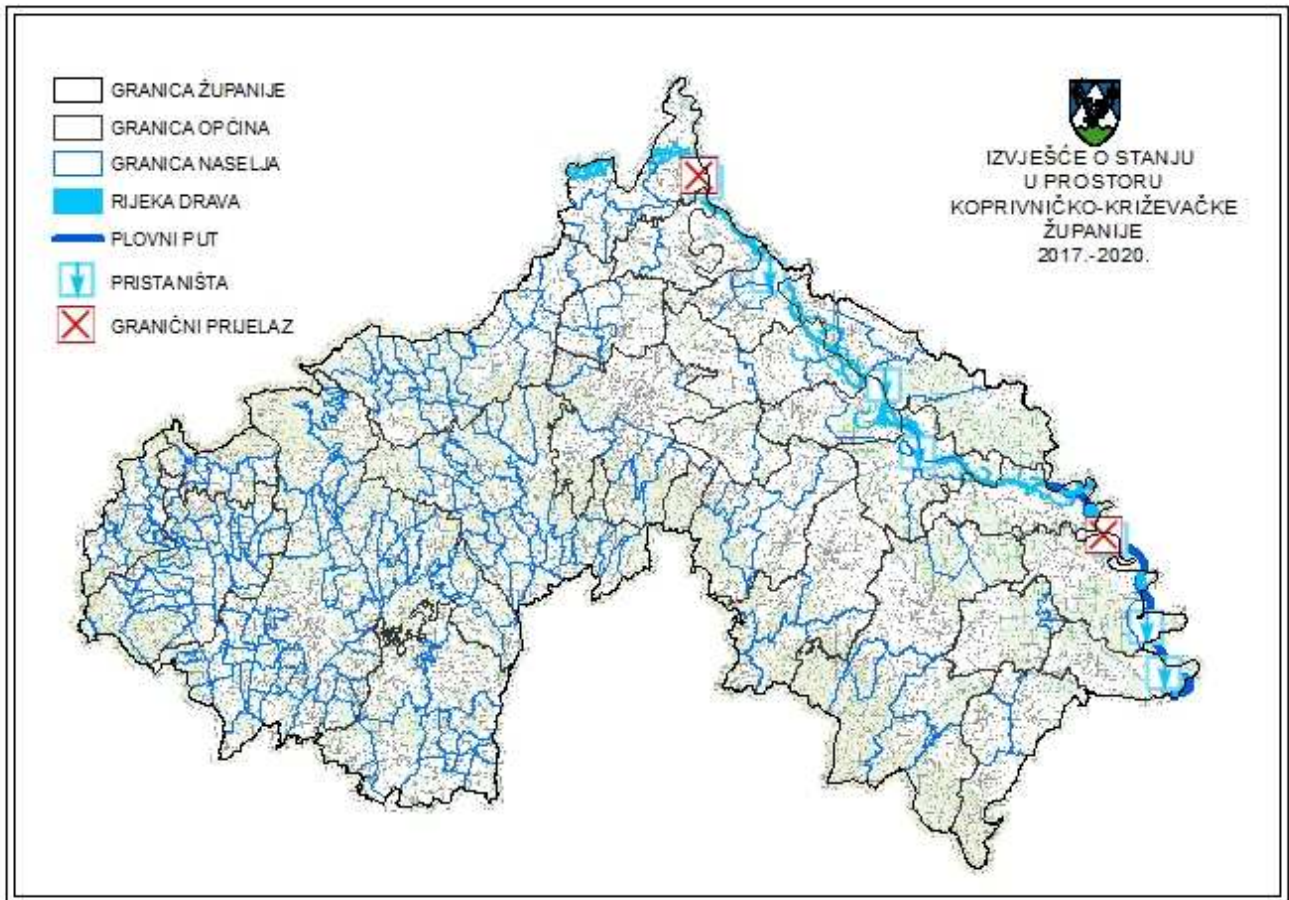 GRANICA ŽUPANIJE
GRANICA OPĆINA
GRANICA NASELJA
RIJEKA DRAVA
PLOVNI PUT
PRISTANIŠTA
GRANIČNI PRIJELAZ
IZVJEŠĆE O STANJU
U PROSTORU
KOPRIVNIČKO-KRIŽEVAČKE
ŽUPANIJE
2017.-2020.